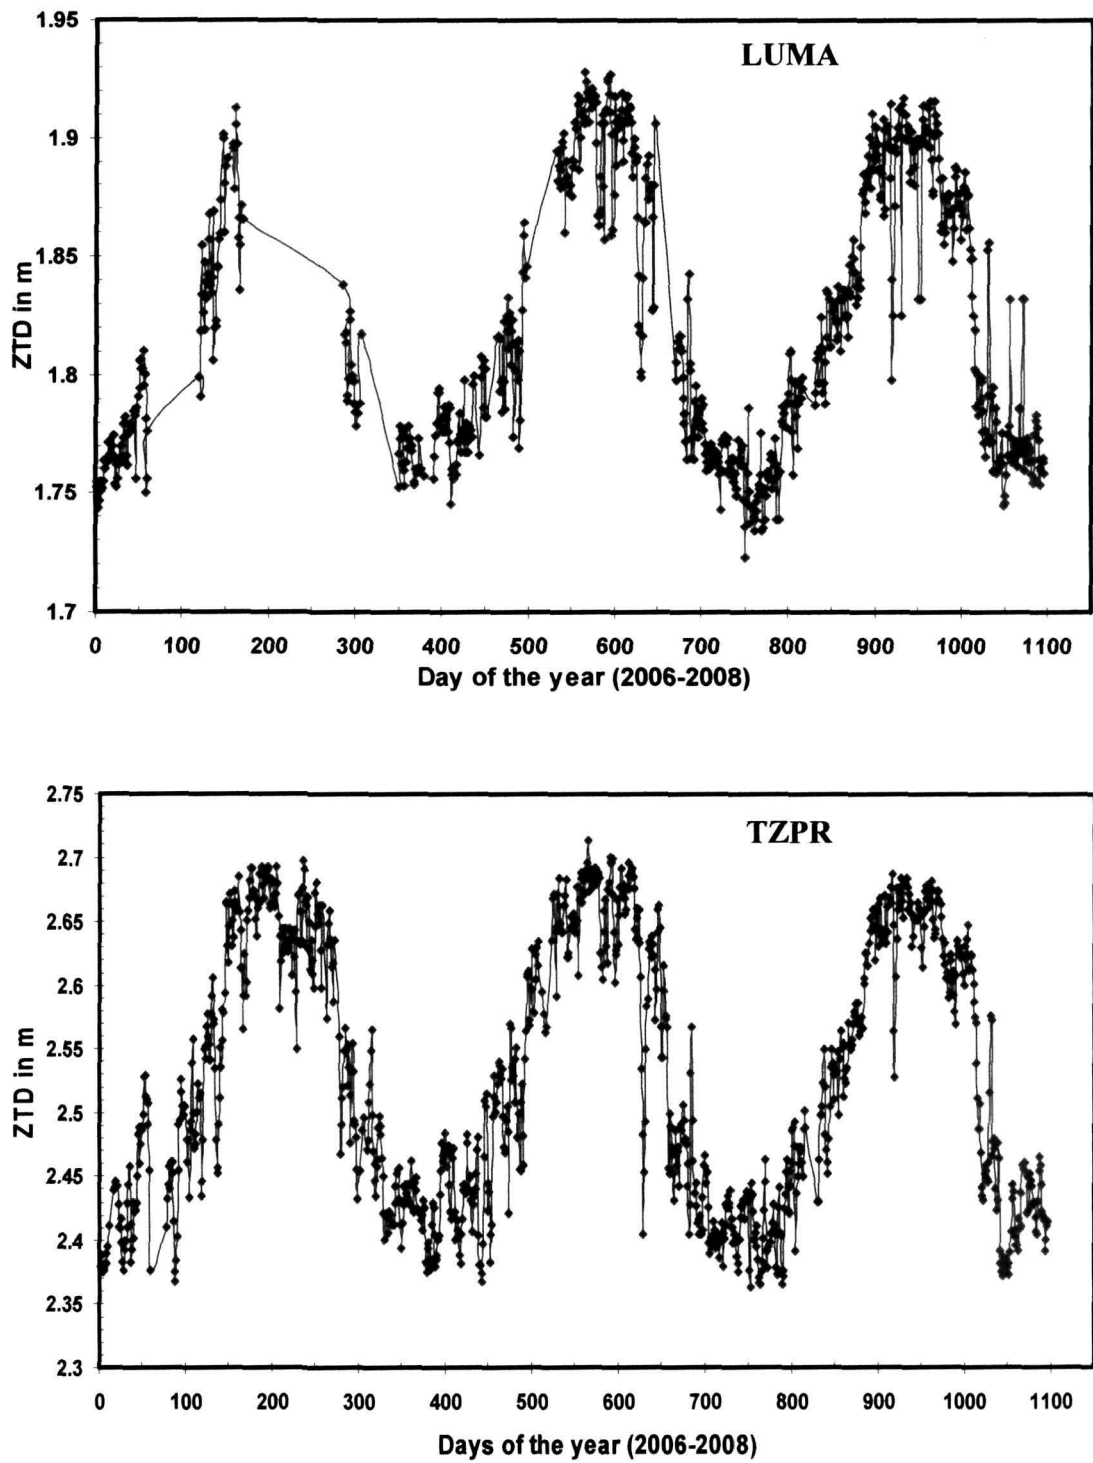 1.95
LUMA
1.9
1.85
ZTD in m
1.8
1.75
1.7
0 100 200 300 400 500 600 700 800 900 1000 1100
Day of the year (2006-2008)
2.75
TZPR
2.7
2.65
2.6
2.55
ZTD in m
2.5
2.45
2.4
2.35
2.3
0 100 200 300 400 500 600 700 800 900 1000 1100
Days of the year (2006-2008)